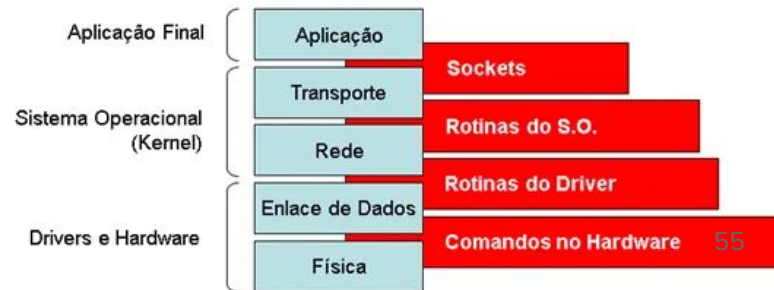 Aplicação Final
Aplicação
Sockets
Transporte
Sistema Operacional
(Kernel)
Rotinas do S.O.
Rede
Rotinas do Driver
Enlace de Dados
Drivers e Hardware
Comandos no Hardware
55
Física